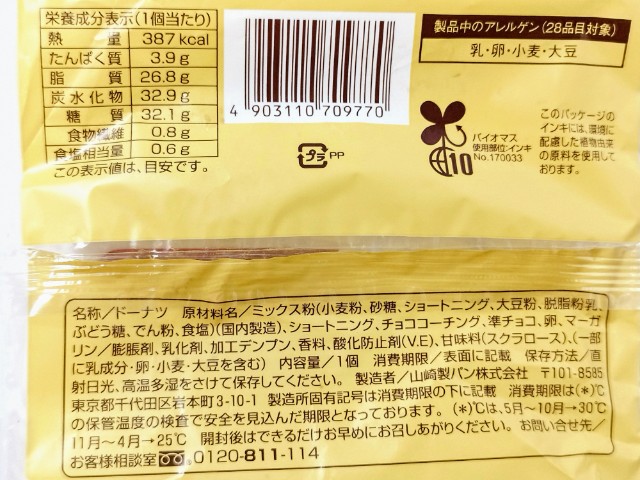 栄養成分表示(1個当たり)
熱量 387kcal
たんぱく質 3.9g
脂質 26.8g
炭水化物 32.9g
糖質 32.1g
食物繊維 0.8g
食塩相当量 0.6g
この表示値は、目安です。
4 903110 709770
プラ PP
製品中のアレルゲン(28品目対象)
乳・卵・小麦・大豆
バイオマス
使用部位:インキ
No.170033
10
このパッケージの
インキには、環境に
配慮した植物由来
の原料を使用して
おります。
名称/ドーナツ 原材料名/ミックス粉(小麦粉、砂糖、ショートニング、大豆粉、脱脂粉乳、
ぶどう糖、でん粉、食塩)(国内製造)、ショートニング、チョココーチング、準チョコ、卵、マーガ
リン/膨脹剤、乳化剤、加工デンプン、香料、酸化防止剤(V.E)、甘味料(スクラロース)、(一部
に乳成分・卵・小麦・大豆を含む) 内容量/1個 消費期限/表面に記載 保存方法/直
射日光、高温多湿をさけて保存してください。 製造者/山崎製パン株式会社 〒101-8585
東京都千代田区岩本町3-10-1 製造所固有記号は消費期限の下に記載 消費期限は(*)℃
の保管温度の検査で安全を見込んだ期限となっております。(*)℃は、5月~10月→30℃
11月~4月→25℃ 開封後はできるだけお早めにお召しあがりください。お問い合せ先/
お客様相談室 0120-811-114